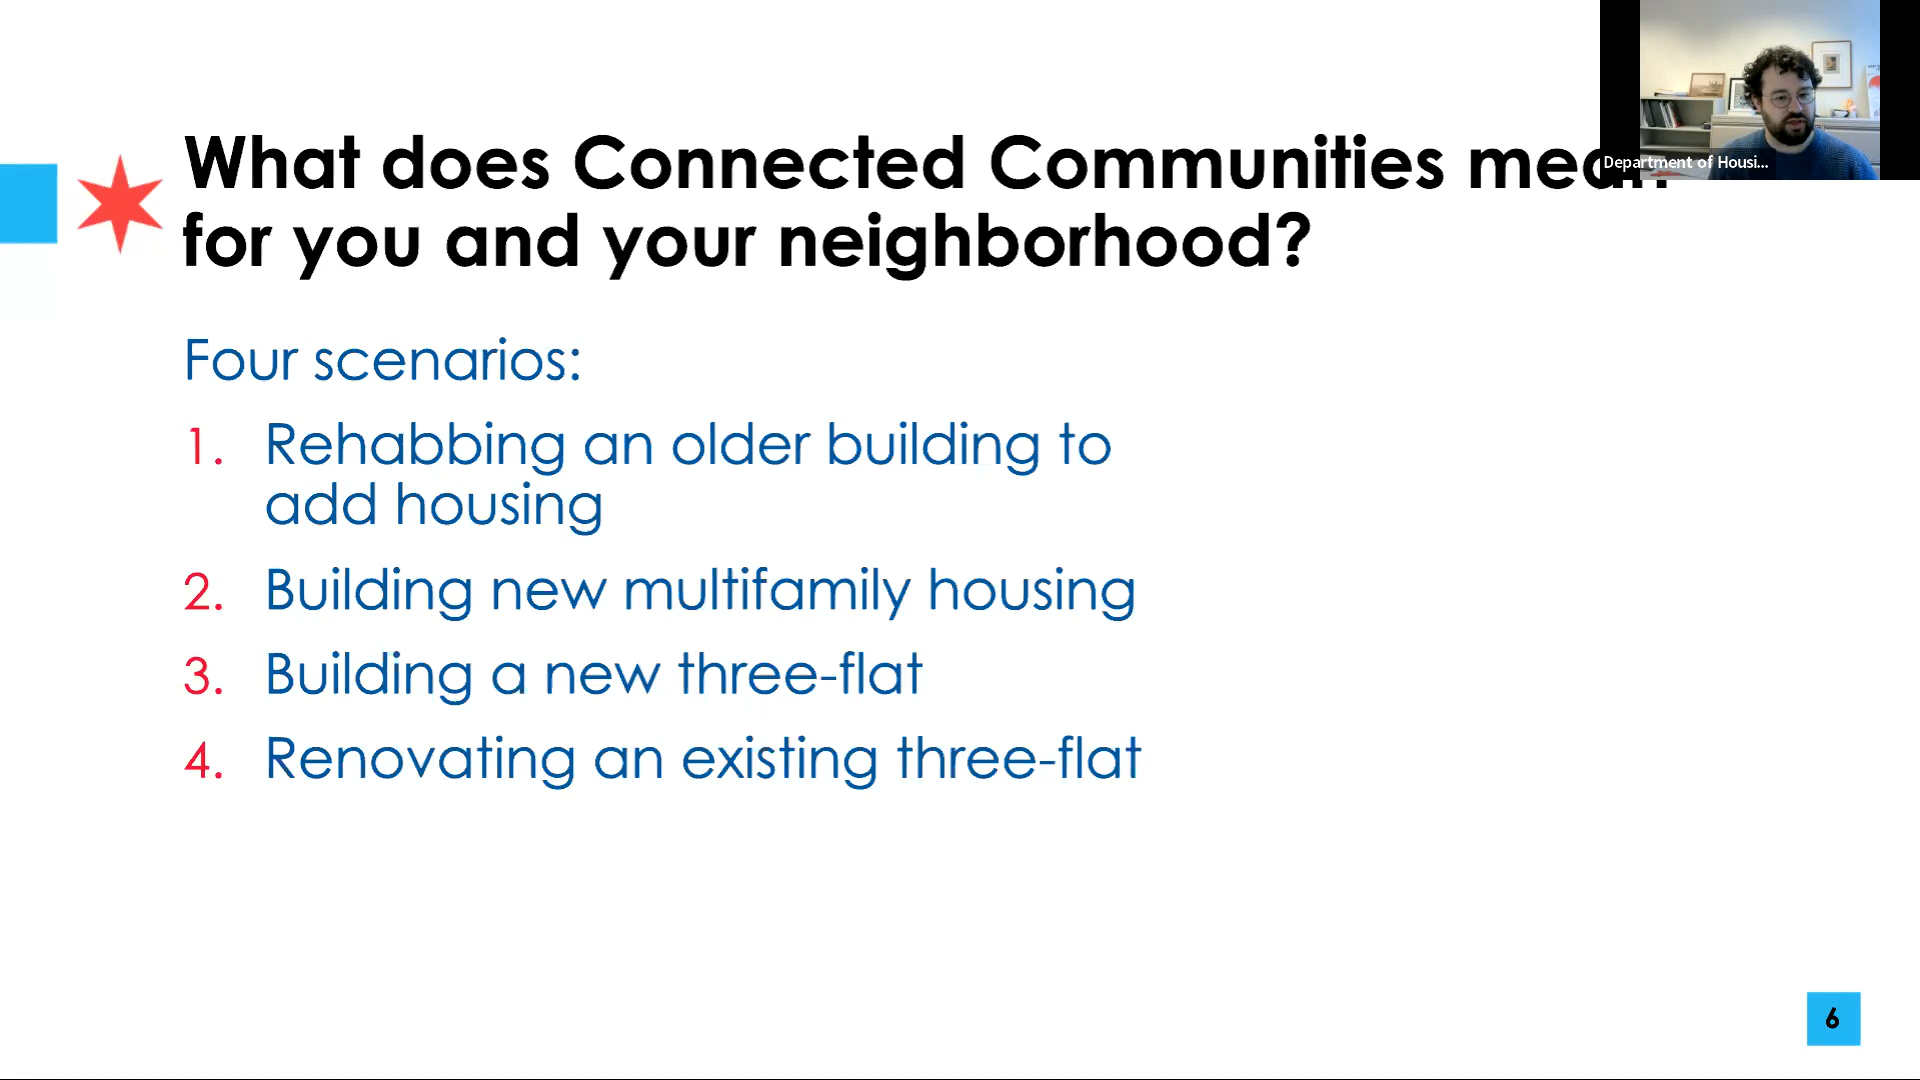 What does Connected Communities mean
for you and your neighborhood?
Department of Housi...
Four scenarios:
1. Rehabbing an older building to
add housing
2. Building new multifamily housing
3. Building a new three-flat
4. Renovating an existing three-flat
6